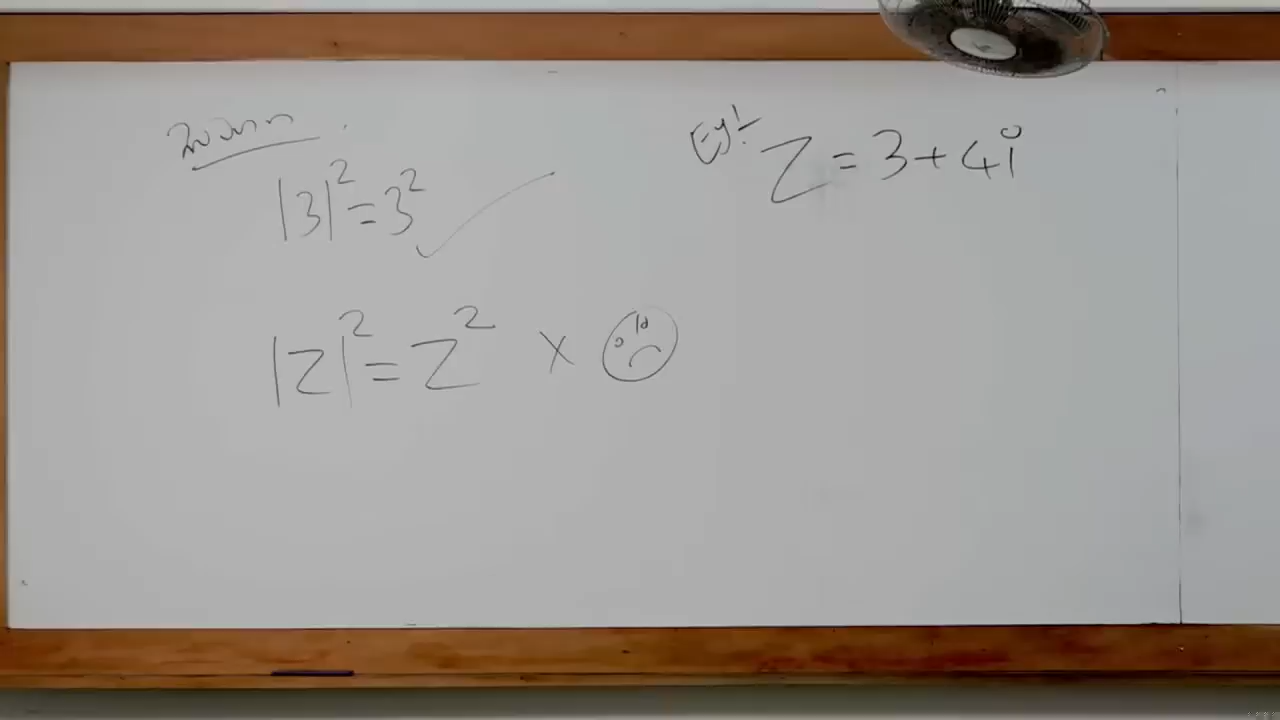 |3|² = 3² ✓
|z|² = z² ×
Eg:- z = 3 + 4i